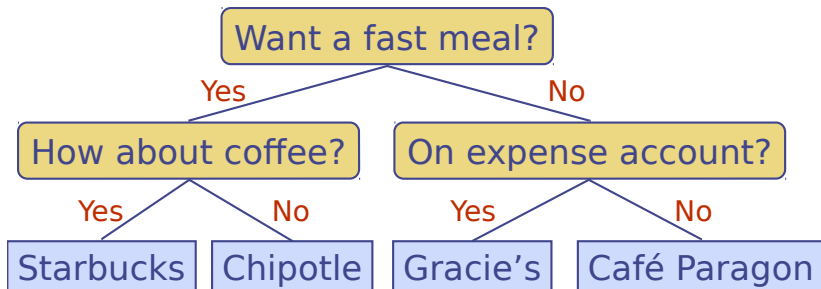 Want a fast meal?
Yes
No
How about coffee?
On expense account?
Yes
No
Yes
No
Starbucks
Chipotle
Gracie’s
Café Paragon